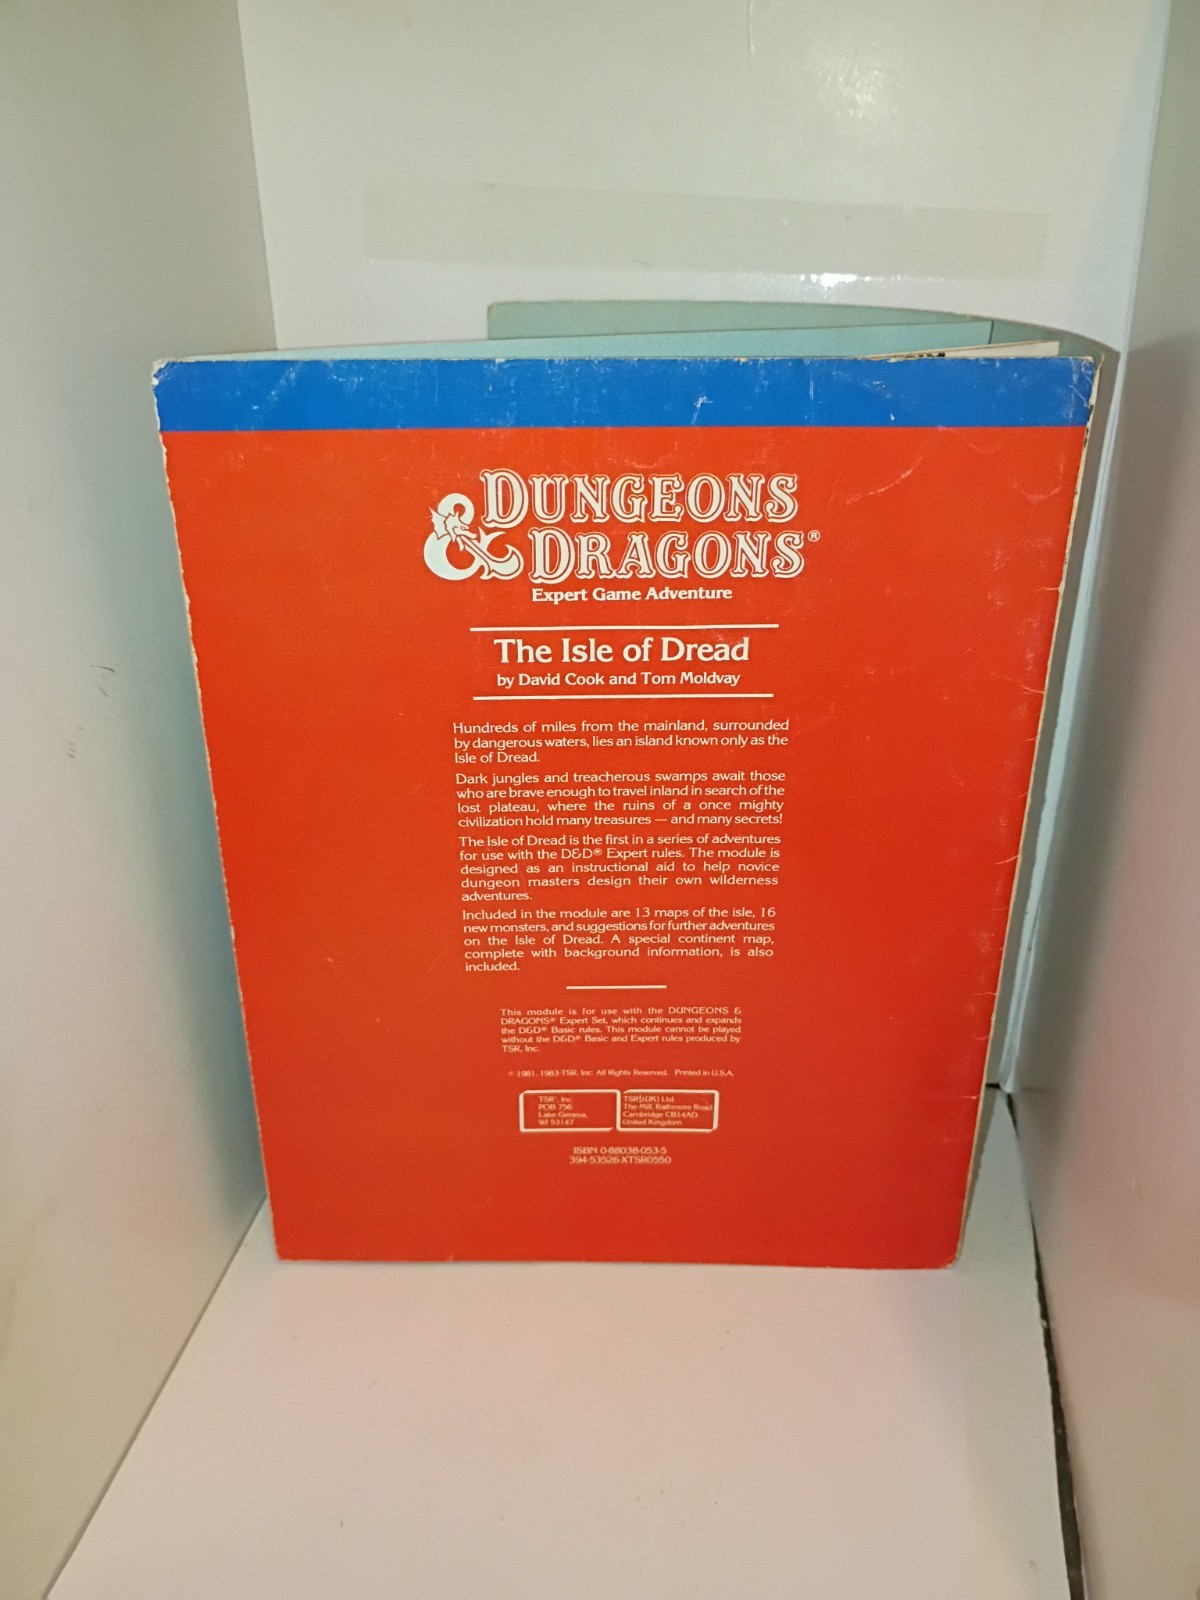 DUNGEONS
& DRAGONS®
Expert Game Adventure
The Isle of Dread
by David Cook and Tom Moldvay
Hundreds of miles from the mainland, surrounded
by dangerous waters, lies an island known only as the
Isle of Dread.
Dark jungles and treacherous swamps await those
who are brave enough to travel inland in search of the
lost plateau, where the ruins of a once mighty
civilization hold many treasures — and many secrets!
The Isle of Dread is the first in a series of adventures
for use with the D&D® Expert rules. The module is
designed as an instructional aid to help novice
dungeon masters design their own wilderness
adventures.
Included in the module are 13 maps of the isle, 16
new monsters, and suggestions for further adventures
on the Isle of Dread. A special continent map,
complete with background information, is also
included.
This module is for use with the DUNGEONS &
DRAGONS® Expert Set, which continues and expands
the D&D® Basic rules. This module cannot be played
without the D&D® Basic and Expert rules produced by
TSR, Inc.
© 1981, 1983 TSR, Inc. All Rights Reserved. Printed in U.S.A.
TSR, Inc.
POB 756
Lake Geneva,
WI 53147
TSR (UK) Ltd.
The Mill, Rathmore Road
Cambridge CB14AD
United Kingdom
ISBN 0-88038-053-5
394-53526-XTSR0550